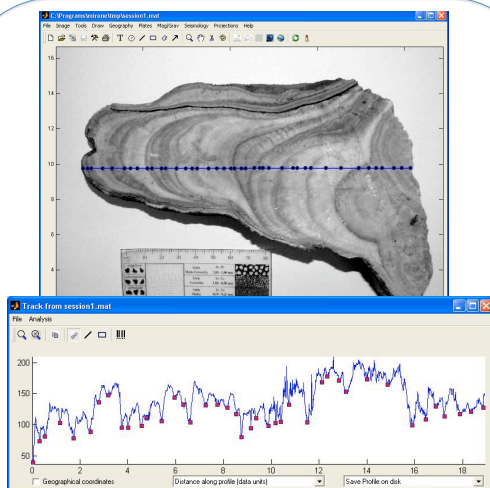 C:\Programs\mirone\tmp\session1.mat
File Image Tools Draw Geography Plates Mag/Grav Seismology Projections Help
16
14
12
10
8
6
4
Track from session1.mat
File Analysis
200
150
100
50
0 2 4 6 8 10 12 14 16 18
Geographical coordinates
Distance along profile (data units)
Save Profile on disk